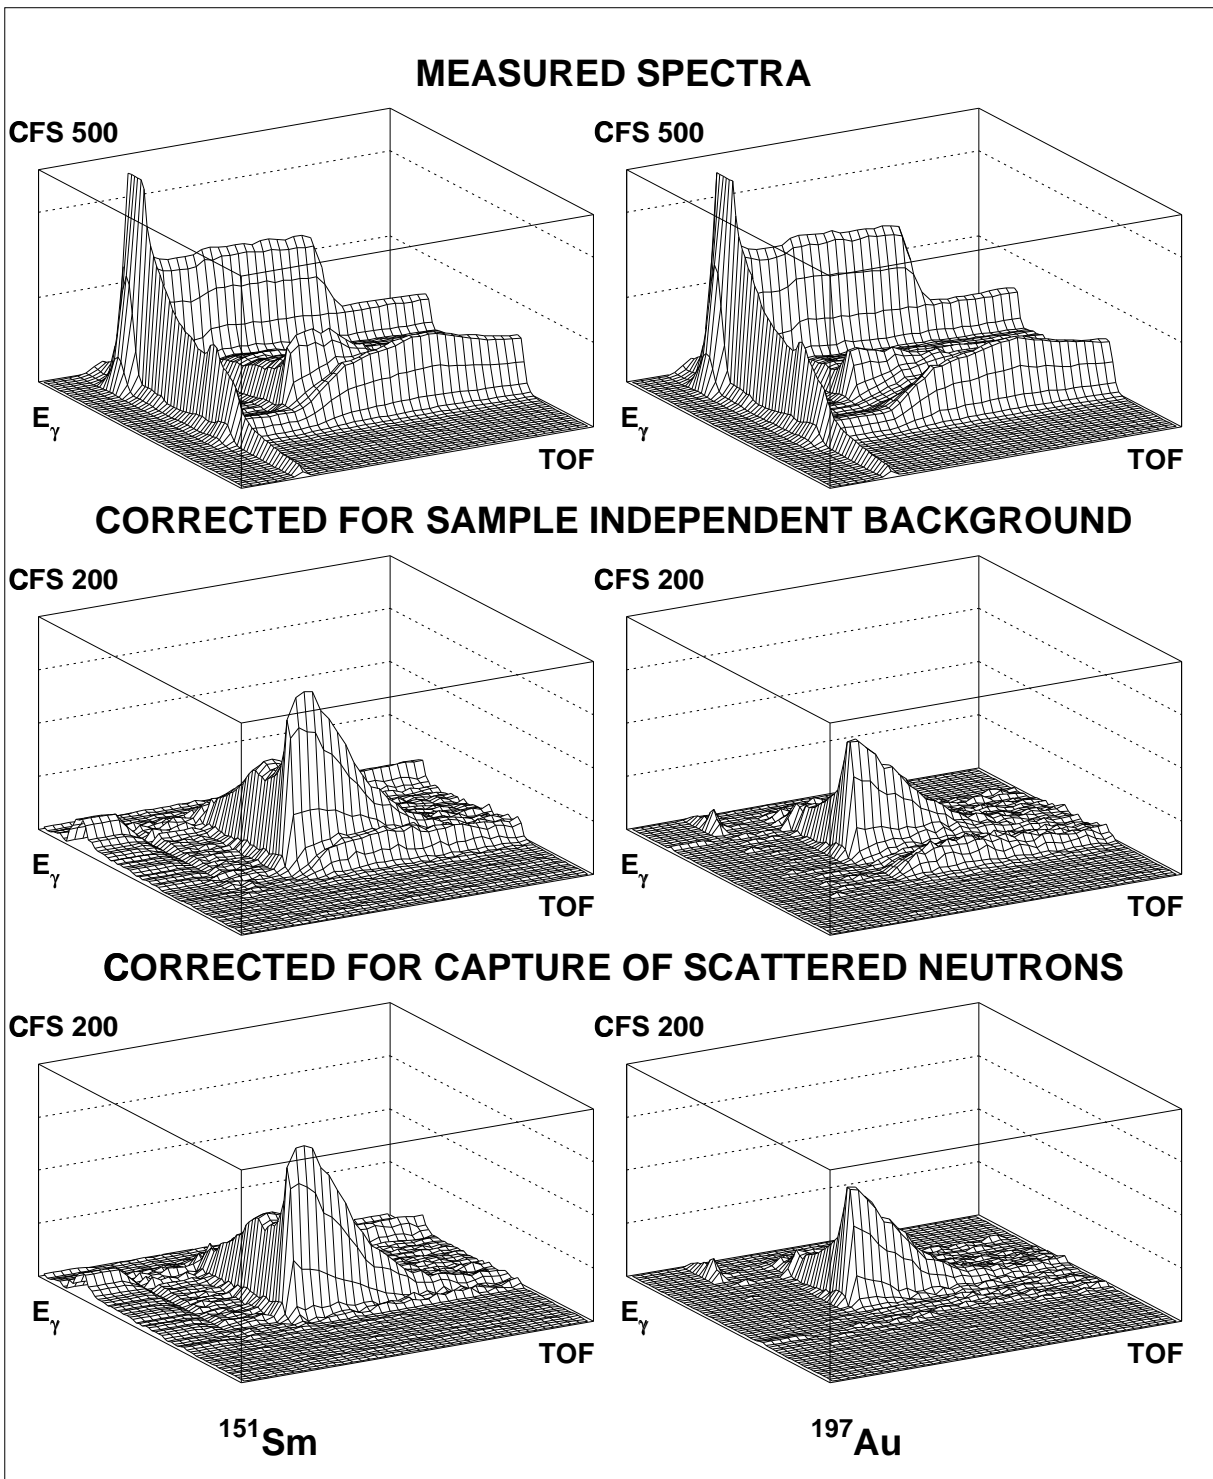 MEASURED SPECTRA
CFS 500 CFS 500
Eγ Eγ
TOF TOF
CORRECTED FOR SAMPLE INDEPENDENT BACKGROUND
CFS 200 CFS 200
Eγ Eγ
TOF TOF
CORRECTED FOR CAPTURE OF SCATTERED NEUTRONS
CFS 200 CFS 200
Eγ Eγ
TOF TOF
¹⁵¹Sm ¹⁹⁷Au